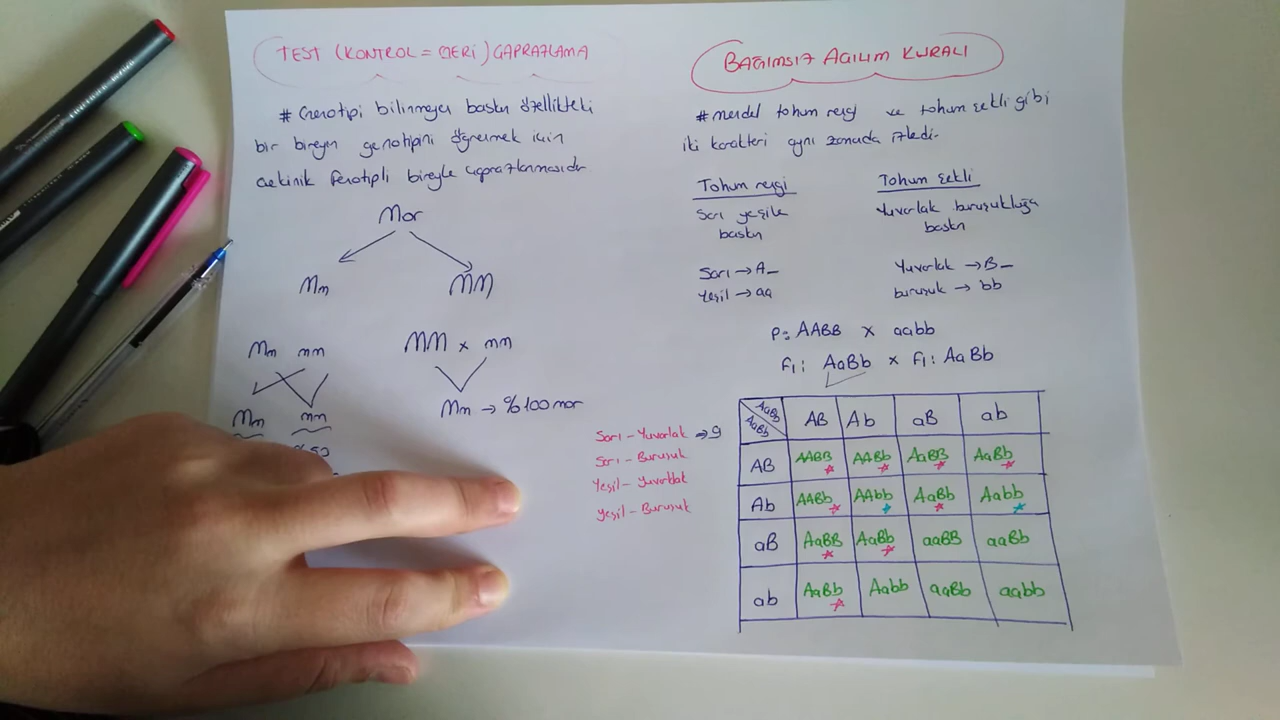 TEST (KONTROL = GERİ) ÇAPRAZLAMA
# Genotipi bilinmeyen baskın özellikteki
bir bireyin genotipini öğrenmek için
çekinik fenotipli bireyle çaprazlanmasıdır
Mor
Mm MM
Mm mm
Mm mm
MM x mm
Mm → %100 mor
BAĞIMSIZ AÇILIM KURALI
# mendel tohum rengi ve tohum şekli gibi
iki karakteri aynı zamanda izledi.
Tohum rengi
Sarı yeşile
baskın
Sarı → A_
Yeşil → aa
Tohum şekli
Yuvarlak buruşukluğa
baskın
Yuvarlak → B_
buruşuk → bb
P: AABB x aabb
F1: AaBb x F1: AaBb
Sarı - Yuvarlak → 9
Sarı - Buruşuk
Yeşil - Yuvarlak
Yeşil - Buruşuk
AaBb AaBb AB Ab aB ab
AB AABB AABb AaBB AaBb
Ab AABb AAbb AaBb Aabb
aB AaBB AaBb aaBB aaBb
ab AaBb Aabb aaBb aabb